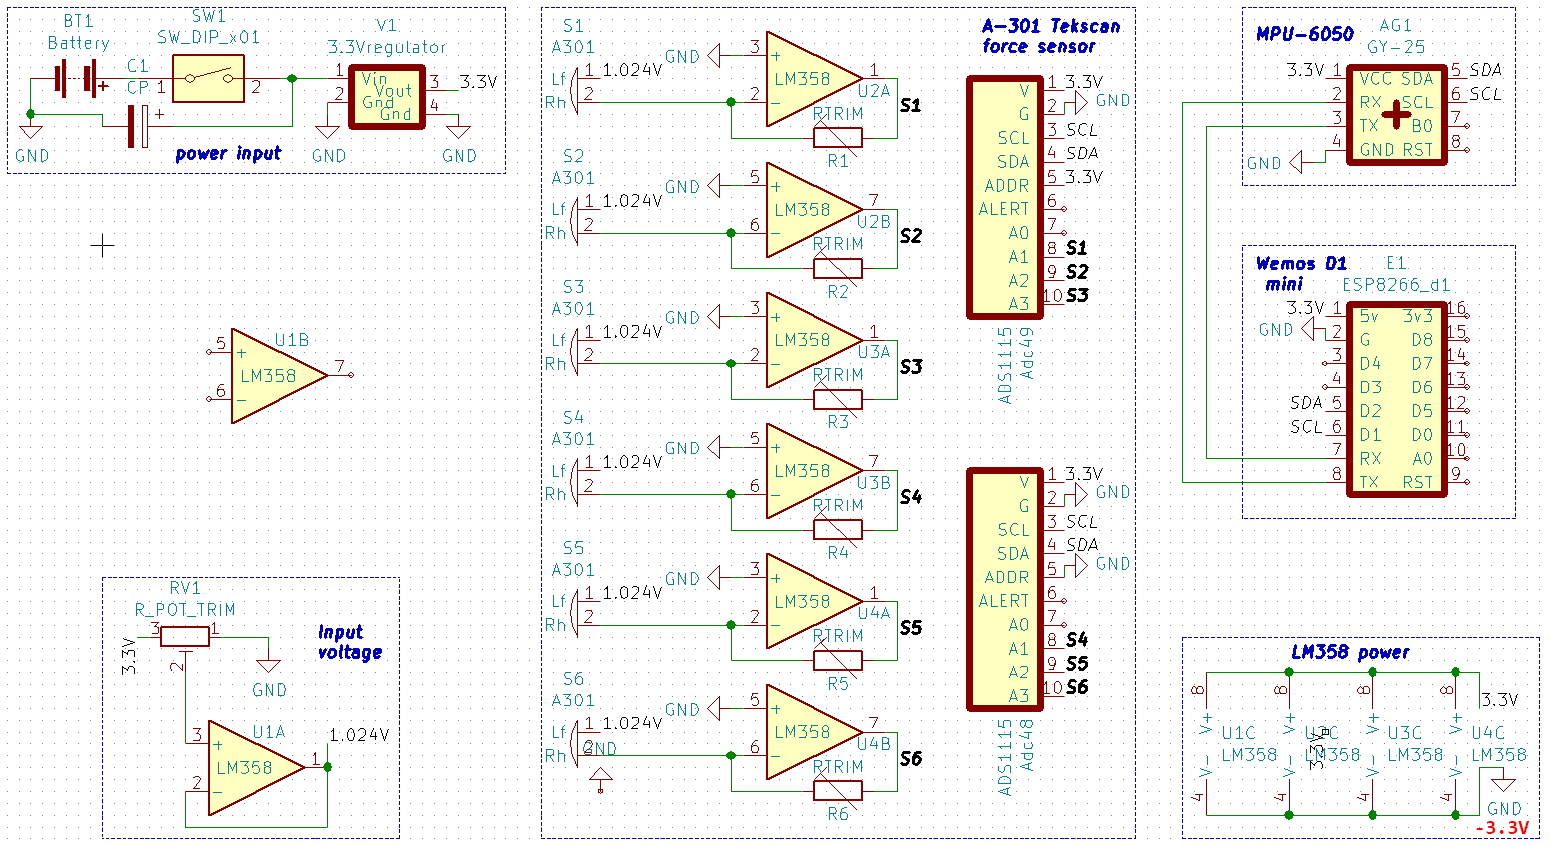 BT1
Battery
C1
CP
+
+
SW1
SW_DIP_x01
1
2
V1
3.3Vregulator
1
Vin
2
Gnd
Vout
3
3.3V
Gnd
4
GND
GND
GND
power input
U1B
LM358
5
+
6
-
7
RV1
R_POT_TRIM
3
1
2
3.3V
GND
Input
voltage
U1A
LM358
3
+
2
-
1
1.024V
A-301 Tekscan
force sensor
S1
A301
Lf
1
1.024V
Rh
2
GND
3
+
2
-
LM358
1
U2A
S1
RTRIM
R1
S2
A301
Lf
1
1.024V
Rh
2
GND
5
+
6
-
LM358
7
U2B
S2
RTRIM
R2
S3
A301
Lf
1
1.024V
Rh
2
GND
3
+
2
-
LM358
1
U3A
S3
RTRIM
R3
S4
A301
Lf
1
1.024V
Rh
2
GND
5
+
6
-
LM358
7
U3B
S4
RTRIM
R4
S5
A301
Lf
1
1.024V
Rh
2
GND
3
+
2
-
LM358
1
U4A
S5
RTRIM
R5
S6
A301
Lf
1
1.024V
Rh
2
GND
GND
5
+
6
-
LM358
7
U4B
S6
RTRIM
R6
V
1
3.3V
G
2
GND
SCL
3
SCL
SDA
4
SDA
ADDR
5
3.3V
ALERT
6
A0
7
A1
8
S1
A2
9
S2
A3
10
S3
ADS1115
Adc49
V
1
3.3V
G
2
GND
SCL
3
SCL
SDA
4
SDA
ADDR
5
GND
ALERT
6
A0
7
A1
8
S4
A2
9
S5
A3
10
S6
ADS1115
Adc48
MPU-6050
AG1
GY-25
3.3V
1
VCC
SDA
5
SDA
2
RX
SCL
6
SCL
3
TX
B0
7
GND
4
GND
RST
8
Wemos D1
mini
E1
ESP8266_d1
3.3V
1
5v
3v3
16
GND
2
G
D8
15
3
D4
D7
14
4
D3
D6
13
SDA
5
D2
D5
12
SCL
6
D1
D0
11
7
RX
A0
10
8
TX
RST
9
LM358 power
8
8
8
8
3.3V
V+
V+
V+
V+
U1C
U3C
U4C
LM358
LM358
LM358
LM358
3.3V
V-
V-
V-
V-
4
4
4
4
GND
-3.3V